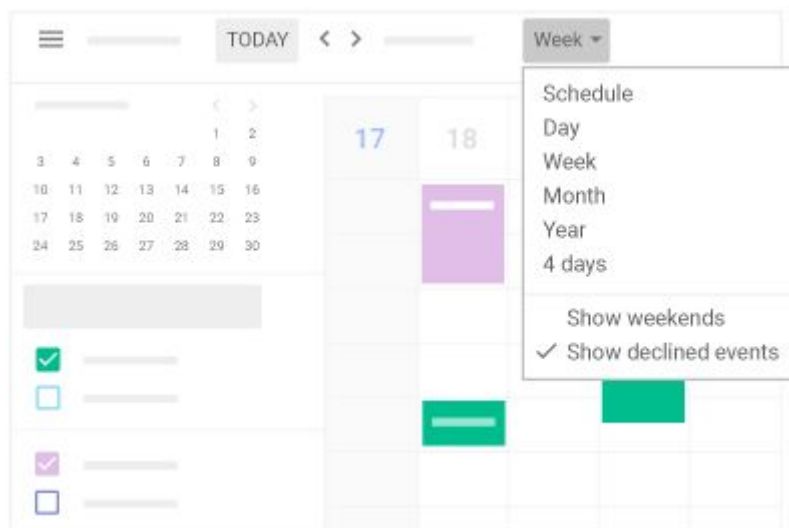 TODAY < > Week
Schedule
Day
Week
Month
Year
4 days
Show weekends
Show declined events
17 18
1 2
3 4 5 6 7 8 9
10 11 12 13 14 15 16
17 18 19 20 21 22 23
24 25 26 27 28 29 30